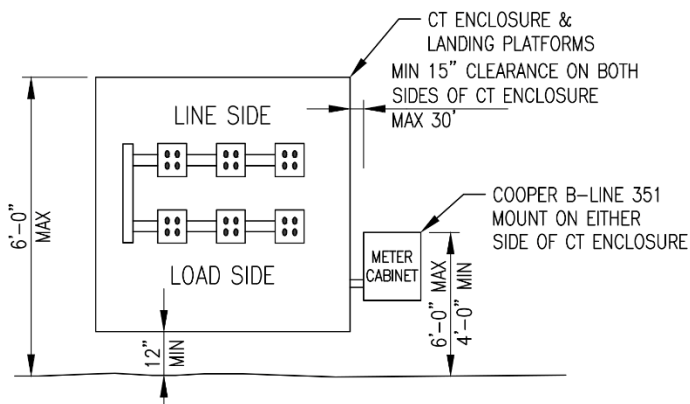 CT ENCLOSURE &
LANDING PLATFORMS
MIN 15" CLEARANCE ON BOTH
SIDES OF CT ENCLOSURE
MAX 30'
LINE SIDE
LOAD SIDE
6'-0"
MAX
12"
MIN
COOPER B-LINE 351
MOUNT ON EITHER
SIDE OF CT ENCLOSURE
METER
CABINET
6'-0" MAX
4'-0" MIN